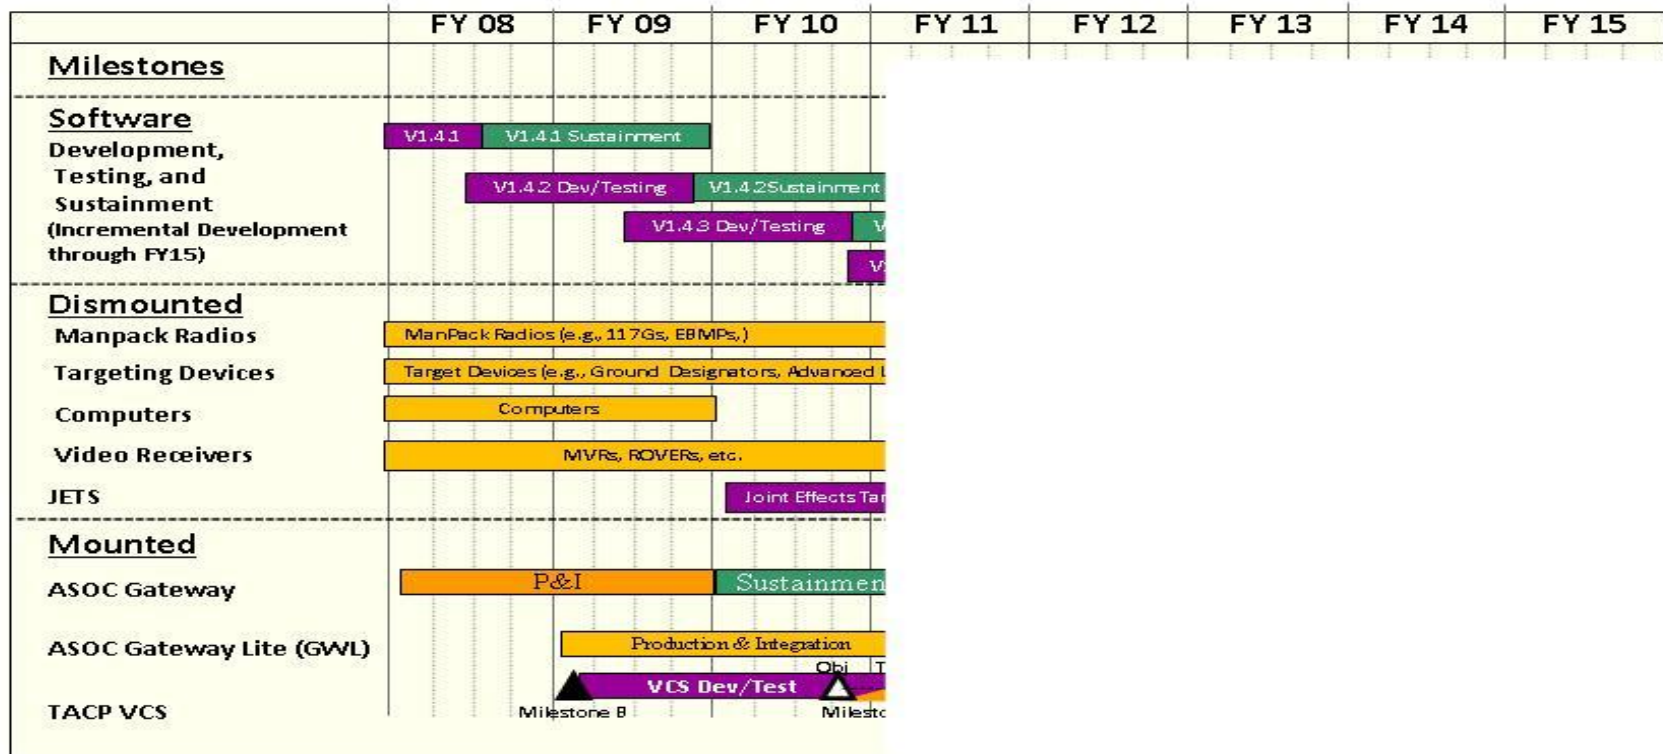 FY 08 FY 09 FY 10 FY 11 FY 12 FY 13 FY 14 FY 15
Milestones
Software
Development,
Testing, and
Sustainment
(Incremental Development
through FY15)
V1.4.1 V1.4.1 Sustainment
V1.4.2 Dev/Testing V1.4.2Sustainment
V1.4.3 Dev/Testing
Dismounted
Manpack Radios ManPack Radios (e.g., 117Gs, EBMPs,)
Targeting Devices Target Devices (e.g., Ground Designators, Advanced
Computers Computers
Video Receivers MVRs, ROVERs, etc.
JETS Joint Effects
Mounted
ASOC Gateway P&I Sustainmen
ASOC Gateway Lite (GWL) Production & Integration
Obj
VCS Dev/Test
TACP VCS Milestone B Milesto